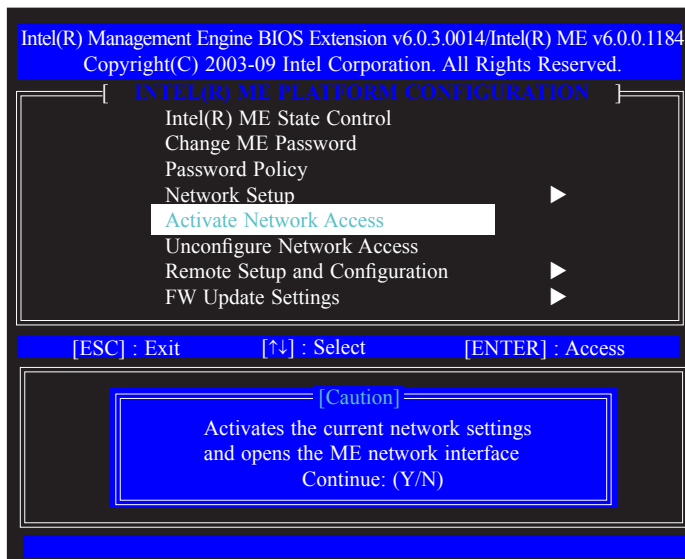 Intel(R) Management Engine BIOS Extension v6.0.3.0014/Intel(R) ME v6.0.0.1184
Copyright(C) 2003-09 Intel Corporation. All Rights Reserved.
[ INTEL(R) ME PLATFORM CONFIGURATION ]
Intel(R) ME State Control
Change ME Password
Password Policy
Network Setup ▶
Activate Network Access
Unconfigure Network Access
Remote Setup and Configuration ▶
FW Update Settings ▶
[ESC] : Exit [↑↓] : Select [ENTER] : Access
[Caution]
Activates the current network settings
and opens the ME network interface
Continue: (Y/N)